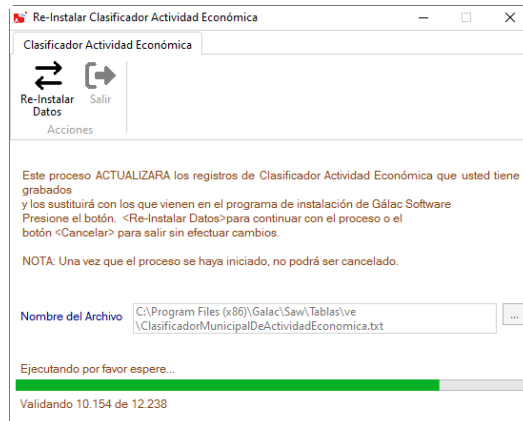 Re-Instalar Clasificador Actividad Económica
Clasificador Actividad Económica
Re-Instalar Salir
Datos
Acciones
Este proceso ACTUALIZARA los registros de Clasificador Actividad Económica que usted tiene
grabados
y los sustituirá con los que vienen en el programa de instalación de Gálac Software
Presione el botón. <Re-Instalar Datos>para continuar con el proceso o el
botón <Cancelar> para salir sin efectuar cambios.
NOTA: Una vez que el proceso se haya iniciado, no podrá ser cancelado.
Nombre del Archivo C:\Program Files (x86)\Galac\Saw\Tablas\ve
\ClasificadorMunicipalDeActividadEconomica.txt ...
Ejecutando por favor espere...
Validando 10.154 de 12.238